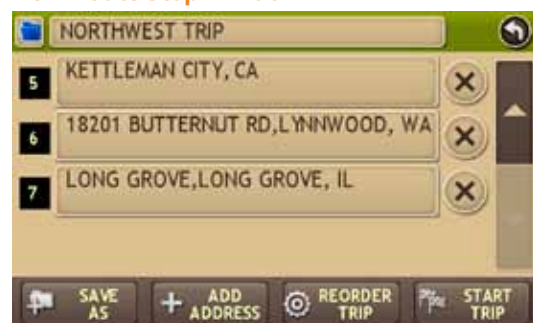 NORTHWEST TRIP
5 KETTLEMAN CITY, CA
6 18201 BUTTERNUT RD,LYNNWOOD, WA
7 LONG GROVE,LONG GROVE, IL
SAVE AS
ADD ADDRESS
REORDER TRIP
START TRIP